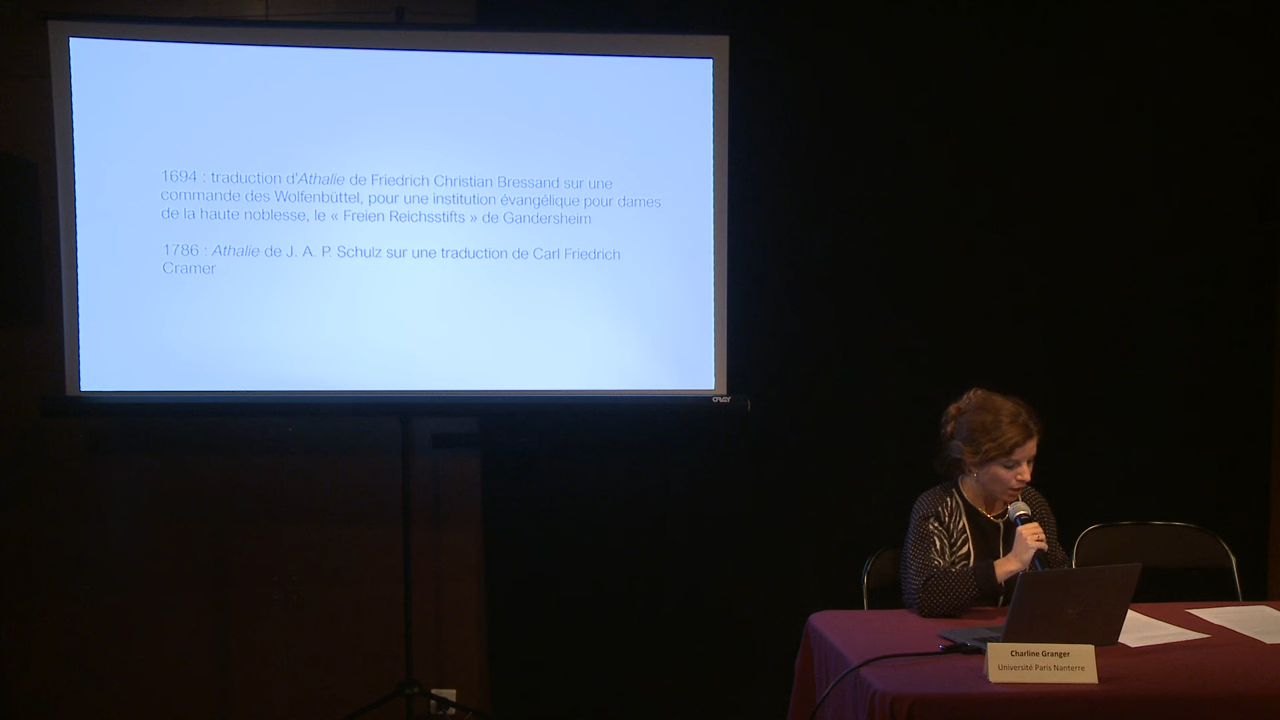 1694 : traduction d'Athalie de Friedrich Christian Bressand sur une
commande des Wolfenbüttel, pour une institution évangélique pour dames
de la haute noblesse, le « Freien Reichsstifts » de Gandersheim
1786 : Athalie de J. A. P. Schulz sur une traduction de Carl Friedrich
Cramer
ORAY
Charline Granger
Université Paris Nanterre